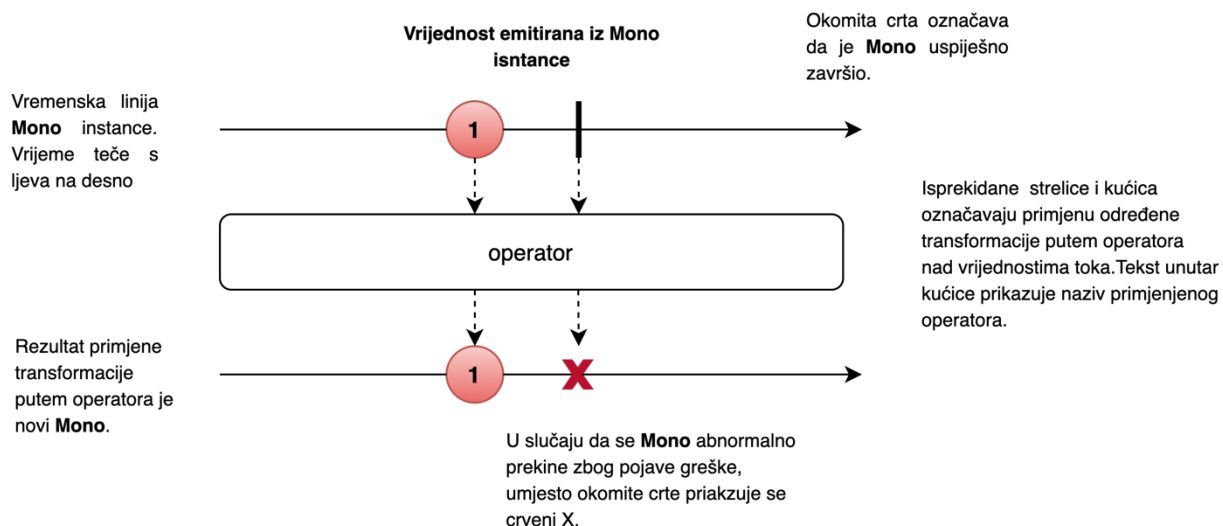 Vrijednost emitirana iz Mono
isntance
Okomita crta označava
da je Mono uspiješno
završio.
Vremenska linija
Mono instance.
Vrijeme teče s
ljeva na desno
1
Isprekidane strelice i kućica
označavaju primjenu određene
transformacije putem operatora
nad vrijednostima toka.Tekst unutar
kućice prikazuje naziv primjenjenog
operatora.
operator
Rezultat primjene
transformacije
putem operatora je
novi Mono.
1
X
U slučaju da se Mono abnormalno
prekine zbog pojave greške,
umjesto okomite crte priakzuje se
crveni X.